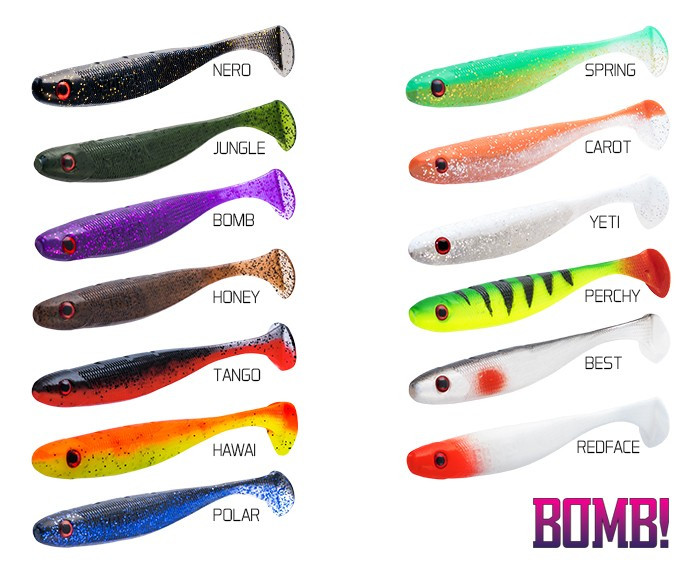 NERO
JUNGLE
BOMB
HONEY
TANGO
HAWAI
POLAR
SPRING
CAROT
YETI
PERCHY
BEST
REDFACE
BOMB!